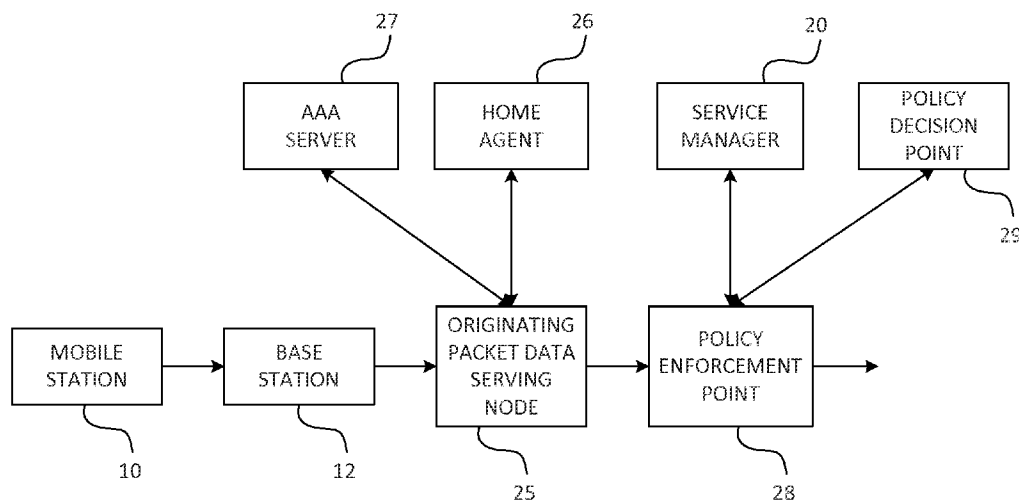 27
26
20
AAA
SERVER
HOME
AGENT
SERVICE
MANAGER
POLICY
DECISION
POINT
29
MOBILE
STATION
BASE
STATION
ORIGINATING
PACKET DATA
SERVING
NODE
POLICY
ENFORCEMENT
POINT
10
12
25
28